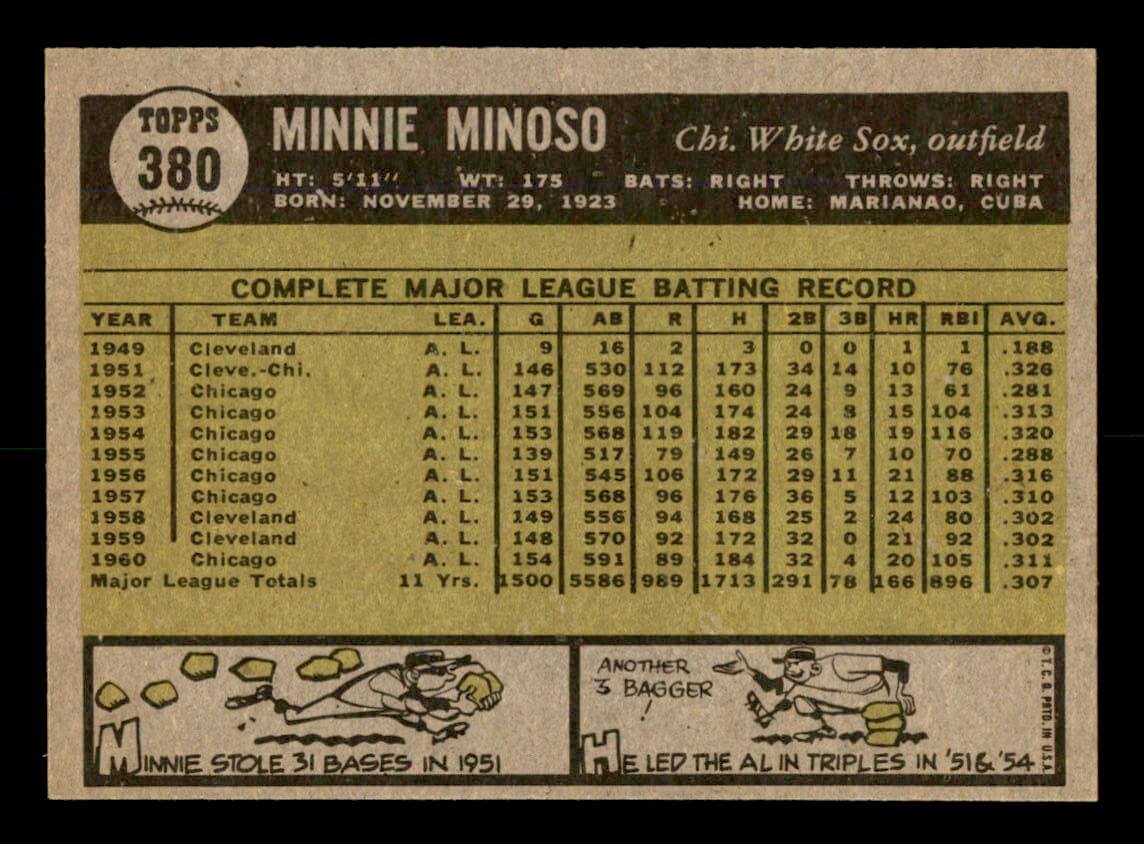 TOPPS
380
MINNIE MINOSO
Chi. White Sox, outfield
HT: 5'11" WT: 175 BATS: RIGHT THROWS: RIGHT
BORN: NOVEMBER 29, 1923 HOME: MARIANAO, CUBA
COMPLETE MAJOR LEAGUE BATTING RECORD
YEAR TEAM LEA. G AB R H 2B 3B HR RBI AVG.
1949 Cleveland A. L. 9 16 2 3 0 0 1 1 .188
1951 Cleve.-Chi. A. L. 146 530 112 173 34 14 10 76 .326
1952 Chicago A. L. 147 569 96 160 24 9 13 61 .281
1953 Chicago A. L. 151 556 104 174 24 8 15 104 .313
1954 Chicago A. L. 153 568 119 182 29 18 19 116 .320
1955 Chicago A. L. 139 517 79 149 26 7 10 70 .288
1956 Chicago A. L. 151 545 106 172 29 11 21 88 .316
1957 Chicago A. L. 153 568 96 176 36 5 12 103 .310
1958 Cleveland A. L. 149 556 94 168 25 2 24 80 .302
1959 Cleveland A. L. 148 570 92 172 32 0 21 92 .302
1960 Chicago A. L. 154 591 89 184 32 4 20 105 .311
Major League Totals 11 Yrs. 1500 5586 989 1713 291 78 166 896 .307
MINNIE STOLE 31 BASES IN 1951
ANOTHER
3 BAGGER
!
HE LED THE AL IN TRIPLES IN '51 & '54
© T. C. G. PRTD. IN U.S.A.